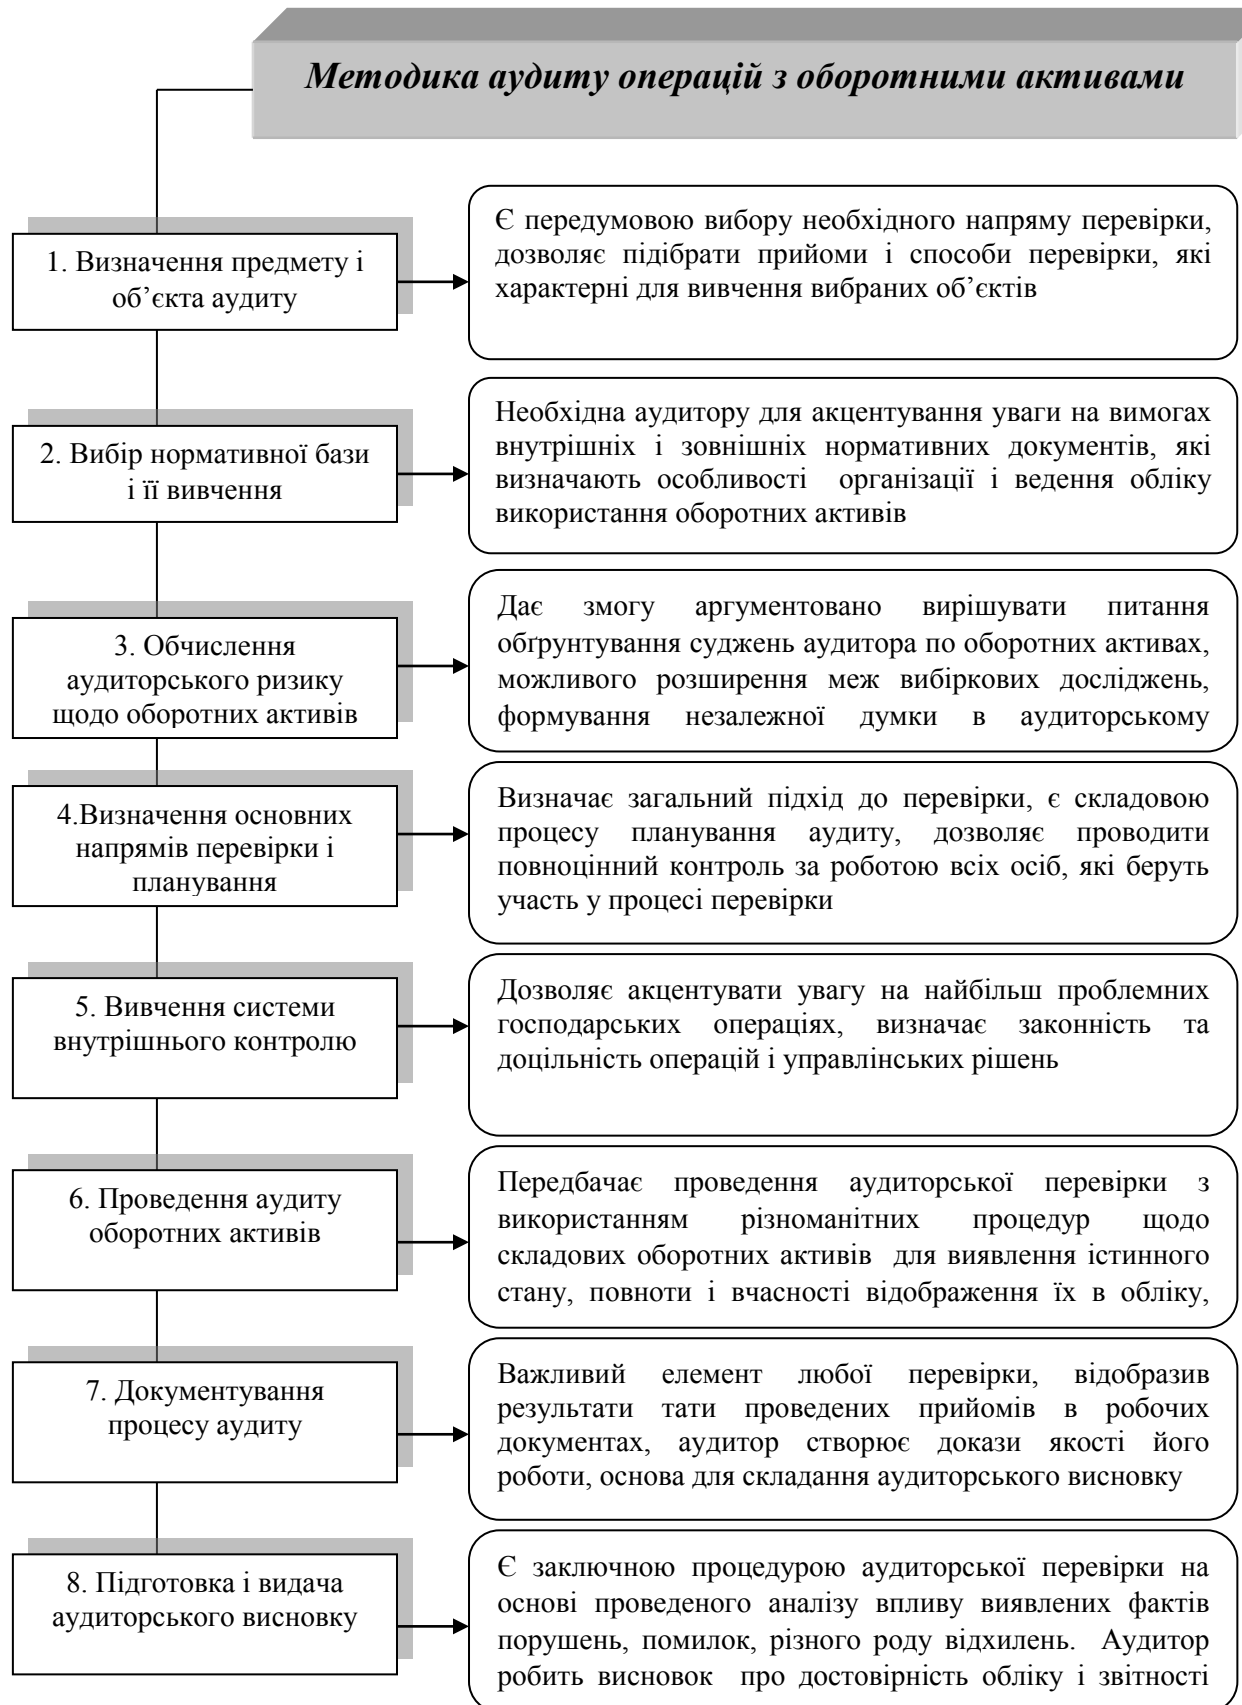 Методика аудиту операцій з оборотними активами
1. Визначення предмету і
об’єкта аудиту
Є передумовою вибору необхідного напряму перевірки,
дозволяє підібрати прийоми і способи перевірки, які
характерні для вивчення вибраних об’єктів
2. Вибір нормативної бази
і її вивчення
Необхідна аудитору для акцентування уваги на вимогах
внутрішніх і зовнішніх нормативних документів, які
визначають особливості організації і ведення обліку
використання оборотних активів
3. Обчислення
аудиторського ризику
щодо оборотних активів
Дає змогу аргументовано вирішувати питання
обґрунтування суджень аудитора по оборотних активах,
можливого розширення меж вибіркових досліджень,
формування незалежної думки в аудиторському
4.Визначення основних
напрямів перевірки і
планування
Визначає загальний підхід до перевірки, є складовою
процесу планування аудиту, дозволяє проводити
повноцінний контроль за роботою всіх осіб, які беруть
участь у процесі перевірки
5. Вивчення системи
внутрішнього контролю
Дозволяє акцентувати увагу на найбільш проблемних
господарських операціях, визначає законність та
доцільність операцій і управлінських рішень
6. Проведення аудиту
оборотних активів
Передбачає проведення аудиторської перевірки з
використанням різноманітних процедур щодо
складових оборотних активів для виявлення істинного
стану, повноти і вчасності відображення їх в обліку,
7. Документування
процесу аудиту
Важливий елемент любої перевірки, відобразив
результати тати проведених прийомів в робочих
документах, аудитор створює докази якості його
роботи, основа для складання аудиторського висновку
8. Підготовка і видача
аудиторського висновку
Є заключною процедурою аудиторської перевірки на
основі проведеного аналізу впливу виявлених фактів
порушень, помилок, різного роду відхилень. Аудитор
робить висновок про достовірність обліку і звітності